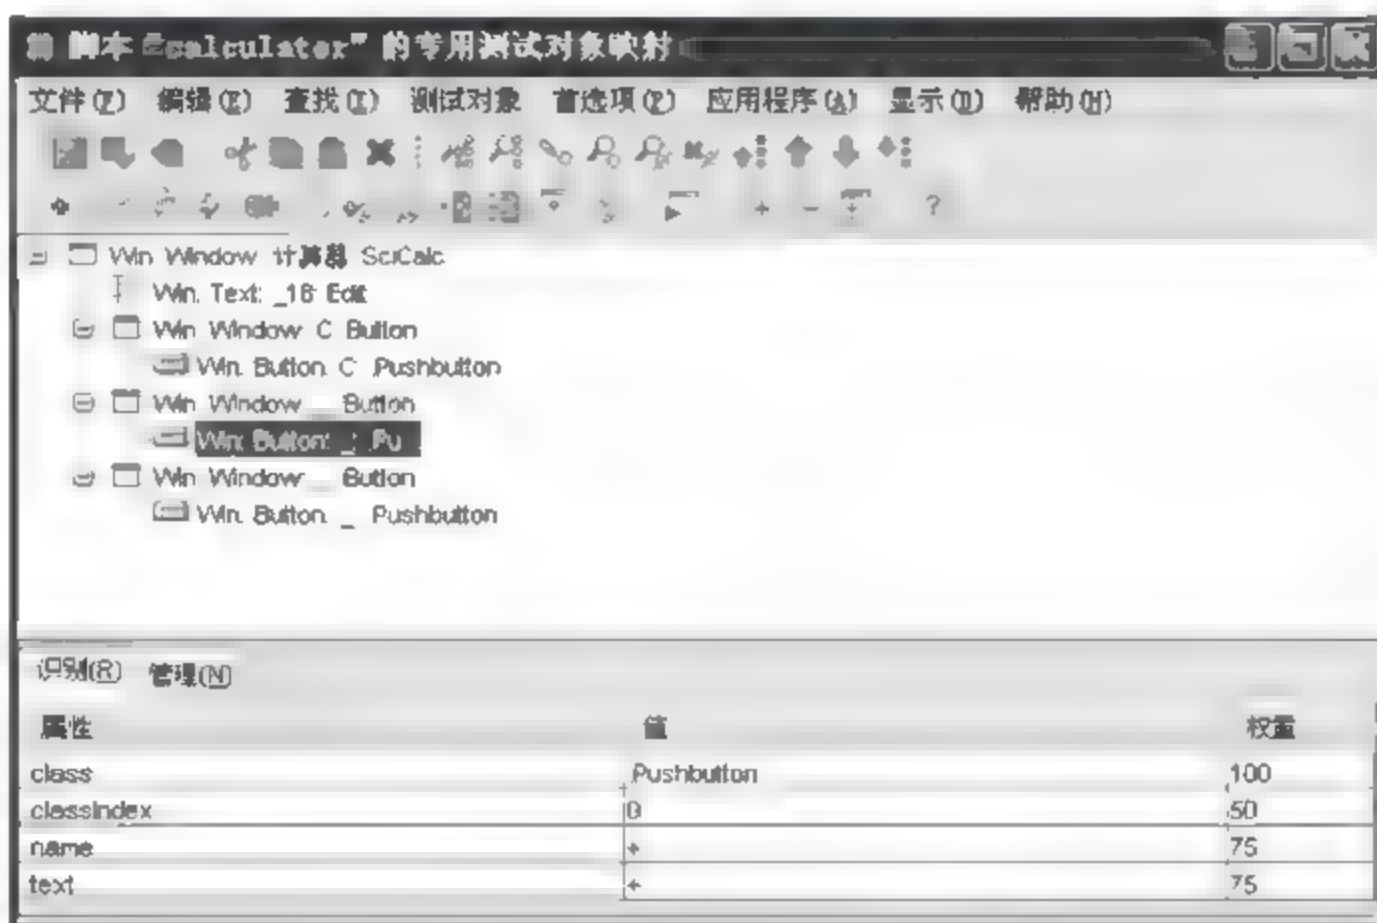 脚本“calculator”的专用测试对象映射
文件(F) 编辑(E) 查找(I) 测试对象 首选项(P) 应用程序(A) 显示(D) 帮助(H)
Win Window 计算器 SciCalc
Win. Text: _16 Edit
Win Window C Button
Win. Button C Pushbutton
Win Window _ Button
Win: Button: _: Pu
Win Window _ Button
Win. Button _ Pushbutton
识别(R) 管理(N)
属性 值 权重
class .Pushbutton 100
classIndex 0 50
name + 75
text + 75